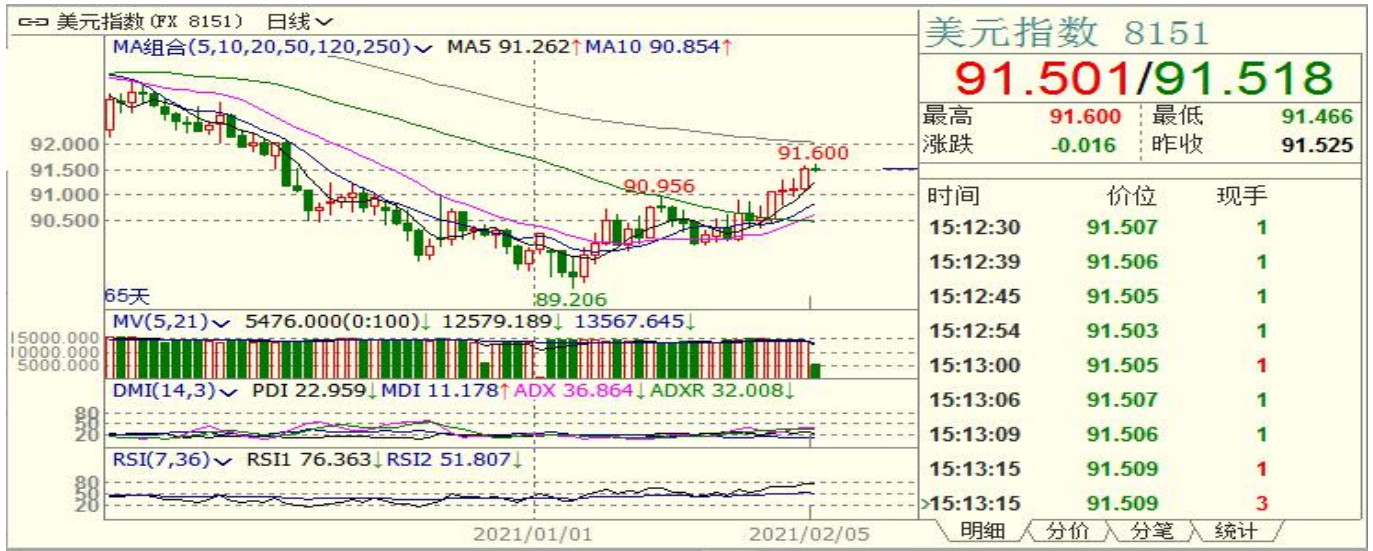 美元指数(FX 8151) 日线
MA组合(5,10,20,50,120,250) MA5 91.262↑MA10 90.854↑
92.000
91.500
91.000
90.500
91.600
90.956
89.206
65天
MV(5,21) 5476.000(0:100)↓ 12579.189↓ 13567.645↓
15000.000
10000.000
5000.000
DMI(14,3) PDI 22.959↓MDI 11.178↑ADX 36.864↓ADXR 32.008↓
80
50
20
RSI(7,36) RSI1 76.363↓RSI2 51.807↓
80
50
20
2021/01/01 2021/02/05
美元指数 8151
91.501/91.518
最高 91.600 最低 91.466
涨跌 -0.016 昨收 91.525
时间 价位 现手
15:12:30 91.507 1
15:12:39 91.506 1
15:12:45 91.505 1
15:12:54 91.503 1
15:13:00 91.505 1
15:13:06 91.507 1
15:13:09 91.506 1
15:13:15 91.509 1
>15:13:15 91.509 3
明细 分价 分笔 统计